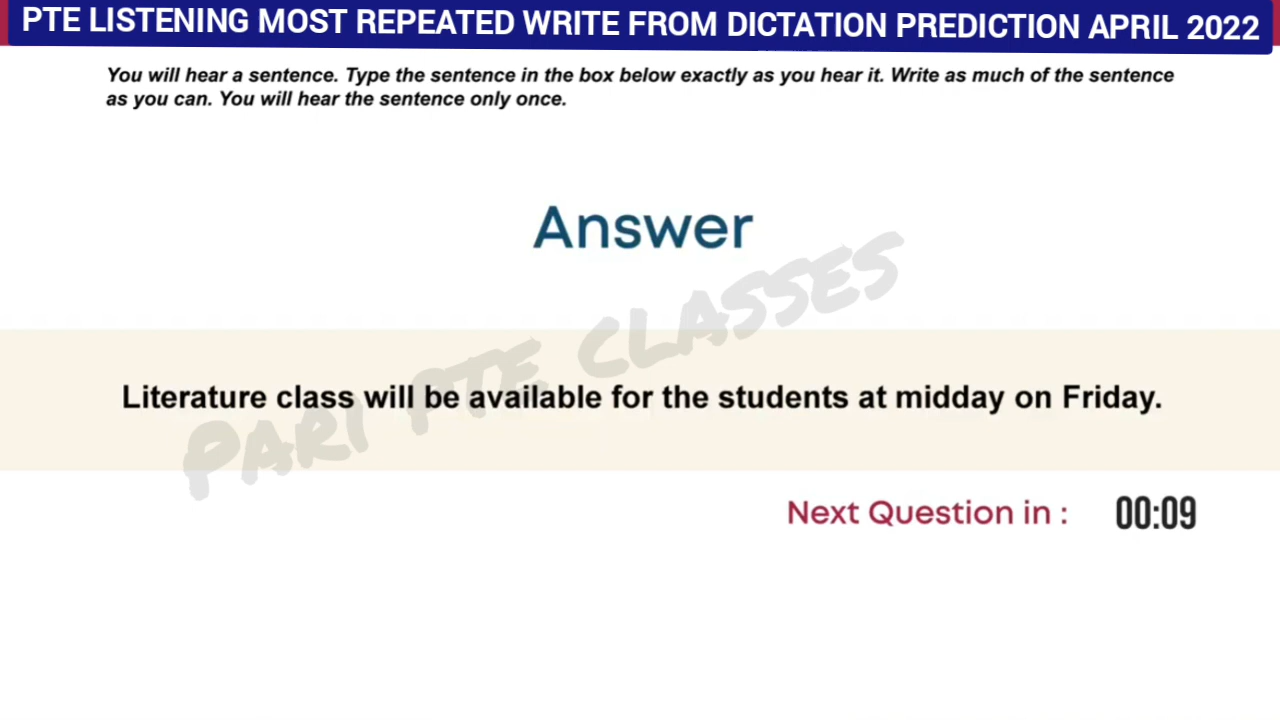 PTE LISTENING MOST REPEATED WRITE FROM DICTATION PREDICTION APRIL 2022
You will hear a sentence. Type the sentence in the box below exactly as you hear it. Write as much of the sentence
as you can. You will hear the sentence only once.
Answer
PARI PTE CLASSES
Literature class will be available for the students at midday on Friday.
Next Question in : 00:09